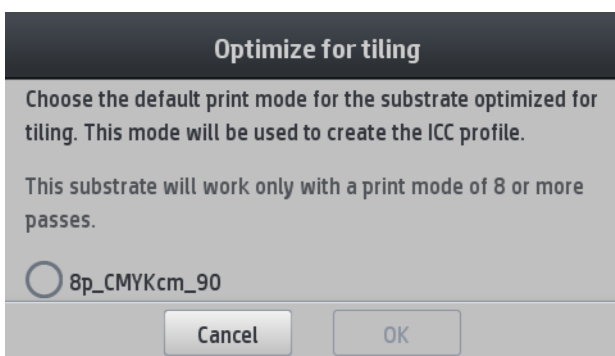 Optimize for tiling
Choose the default print mode for the substrate optimized for
tiling. This mode will be used to create the ICC profile.
This substrate will work only with a print mode of 8 or more
passes.
8p_CMYKcm_90
Cancel
OK